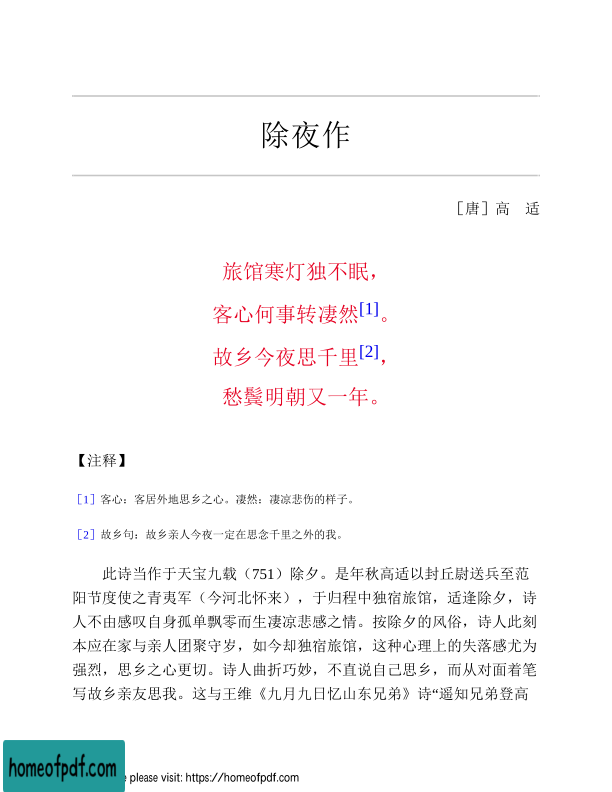 除夜作
［唐］高　适
旅馆寒灯独不眠，
客心何事转凄然[1]。
故乡今夜思千里[2]，
愁鬓明朝又一年。
【注释】
［1］客心：客居外地思乡之心。凄然：凄凉悲伤的样子。
［2］故乡句：故乡亲人今夜一定在思念千里之外的我。
此诗当作于天宝九载（751）除夕。是年秋高适以封丘尉送兵至范
阳节度使之青夷军（今河北怀来），于归程中独宿旅馆，适逢除夕，诗
人不由感叹自身孤单飘零而生凄凉悲感之情。按除夕的风俗，诗人此刻
本应在家与亲人团聚守岁，如今却独宿旅馆，这种心理上的失落感尤为
强烈，思乡之心更切。诗人曲折巧妙，不直说自己思乡，而从对面着笔
写故乡亲友思我。这与王维《九月九日忆山东兄弟》诗“遥知兄弟登高
homeofpdf.com
please visit: https://homeofpdf.com